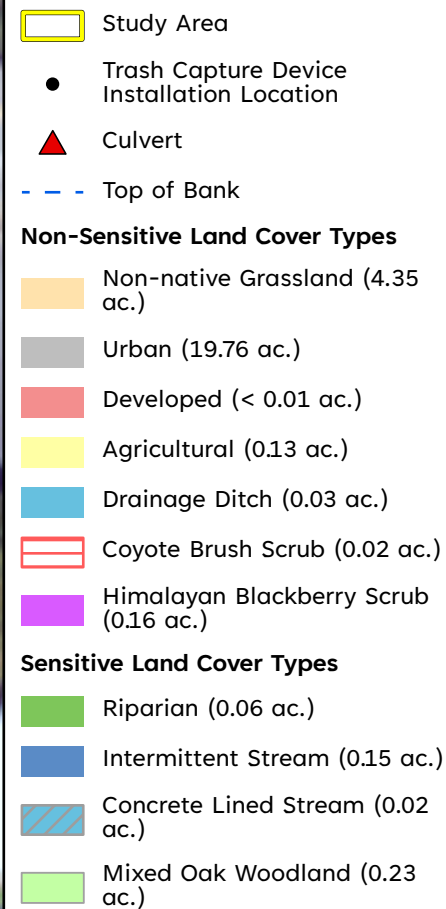 Study Area
Trash Capture Device
Installation Location
Culvert
Top of Bank
Non-Sensitive Land Cover Types
Non-native Grassland (4.35
ac.)
Urban (19.76 ac.)
Developed (< 0.01 ac.)
Agricultural (0.13 ac.)
Drainage Ditch (0.03 ac.)
Coyote Brush Scrub (0.02 ac.)
Himalayan Blackberry Scrub
(0.16 ac.)
Sensitive Land Cover Types
Riparian (0.06 ac.)
Intermittent Stream (0.15 ac.)
Concrete Lined Stream (0.02
ac.)
Mixed Oak Woodland (0.23
ac.)